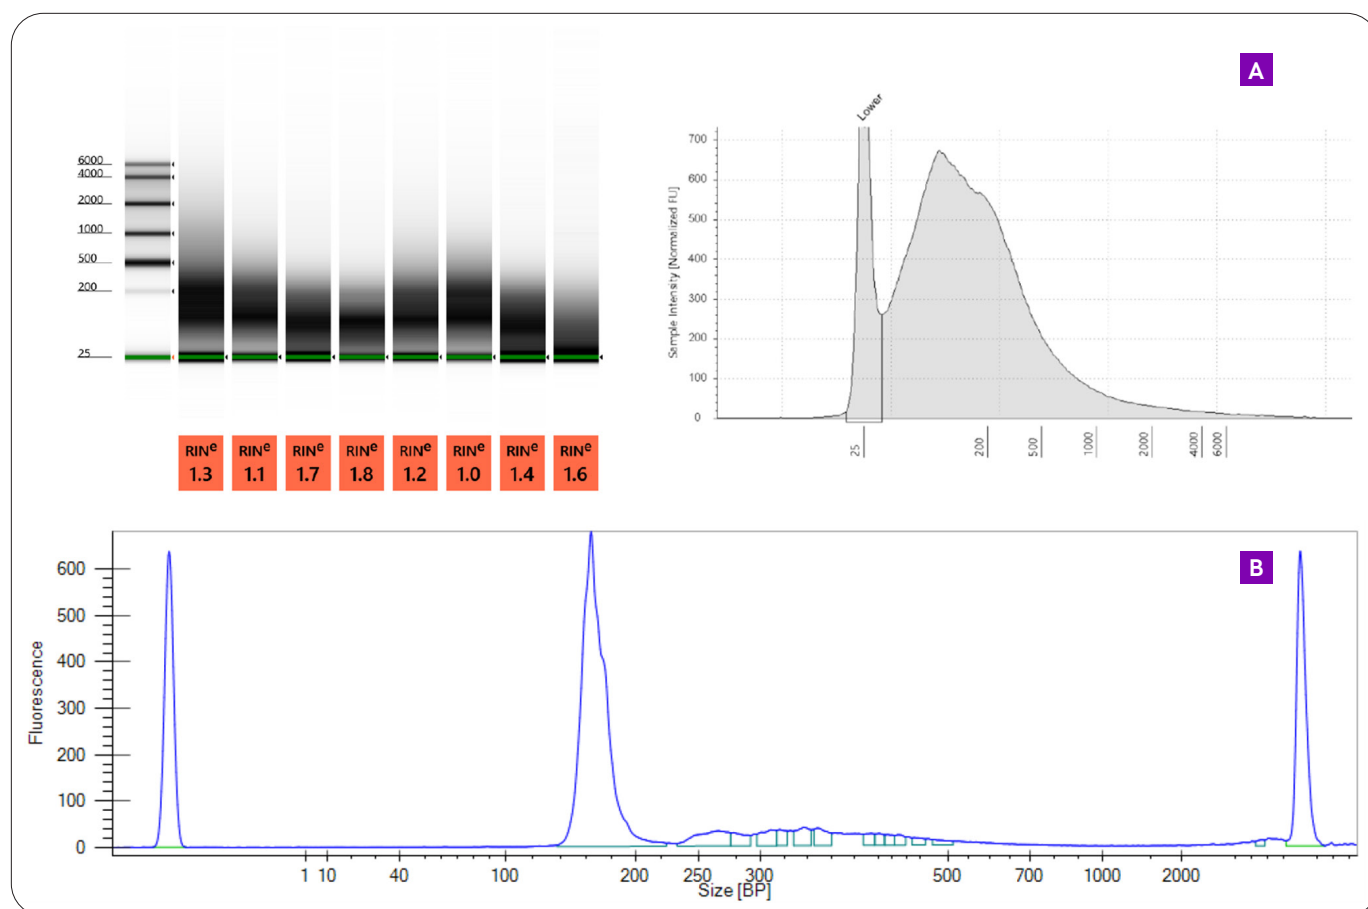 A
6000
4000
2000
1000
500
200
25
RINe
1.3
RINe
1.1
RINe
1.7
RINe
1.8
RINe
1.2
RINe
1.0
RINe
1.4
RINe
1.6
Lower
Sample Intensity [Normalized FU]
700
600
500
400
300
200
100
0
25
200
500
1000
2000
4000
6000
B
Fluorescence
600
500
400
300
200
100
0
1 10 40 100 200 250 300 500 700 1000 2000
Size [BP]